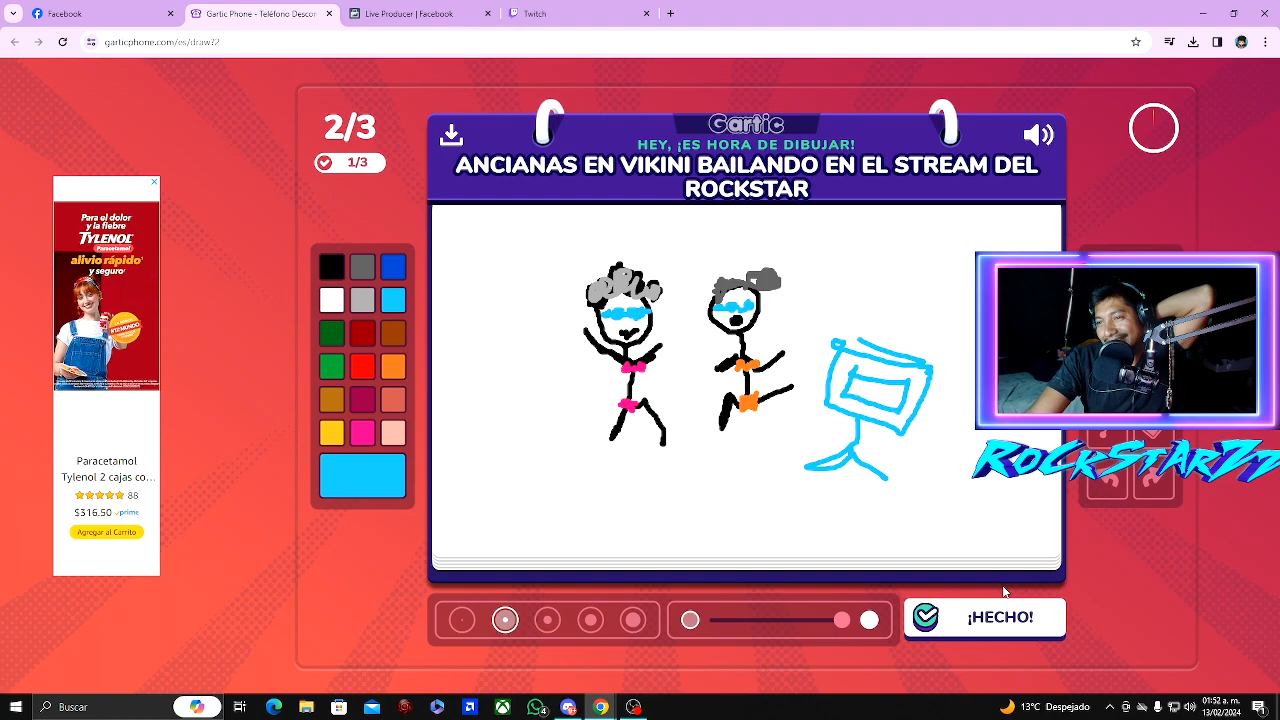 Facebook
Gartic Phone - Teléfono Descor
Live Producer | Facebook
Twitch
garticphone.com/es/draw?2
2/3
1/3
Gartic
HEY, ¡ES HORA DE DIBUJAR!
ANCIANAS EN VIKINI BAILANDO EN EL STREAM DEL
ROCKSTAR
Para el dolor
y la fiebre
TYLENOL
Paracetamol
alivio rápido
y seguro
Paracetamol
Tylenol 2 cajas co...
88
$316.50 prime
Agregar al Carrito
ROCKSTARZZ
¡HECHO!
Buscar
4
13°C Despejado
01:52 a. m.
13/02/2024